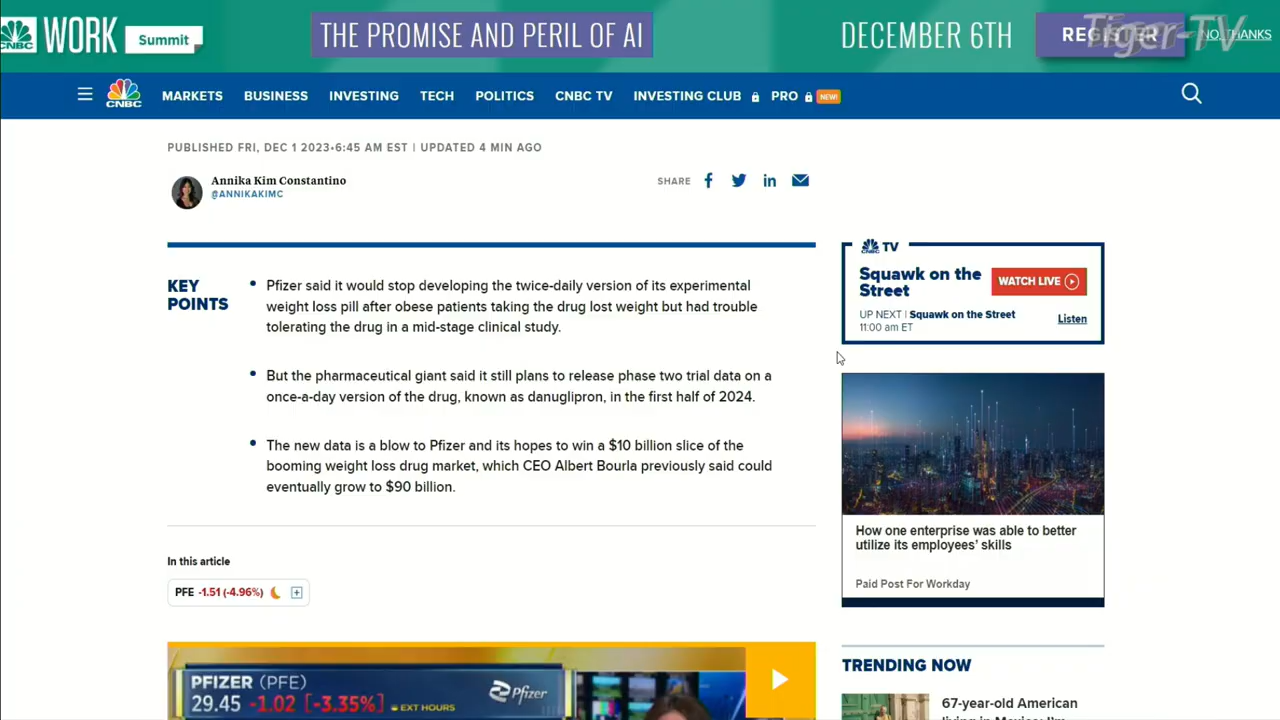 CNBC
WORK
Summit
THE PROMISE AND PERIL OF AI
DECEMBER 6TH
REGISTER
NO, THANKS
Tiger-TV
CNBC
MARKETS
BUSINESS
INVESTING
TECH
POLITICS
CNBC TV
INVESTING CLUB
PRO
NEW!
PUBLISHED FRI, DEC 1 2023•6:45 AM EST | UPDATED 4 MIN AGO
Annika Kim Constantino
@ANNIKAKIMC
SHARE
KEY
POINTS
• Pfizer said it would stop developing the twice-daily version of its experimental
weight loss pill after obese patients taking the drug lost weight but had trouble
tolerating the drug in a mid-stage clinical study.
• But the pharmaceutical giant said it still plans to release phase two trial data on a
once-a-day version of the drug, known as danuglipron, in the first half of 2024.
• The new data is a blow to Pfizer and its hopes to win a $10 billion slice of the
booming weight loss drug market, which CEO Albert Bourla previously said could
eventually grow to $90 billion.
In this article
PFE -1.51 (-4.96%)
PFIZER (PFE)
29.45 -1.02 [-3.35%] EXT HOURS
Pfizer
CNBC TV
Squawk on the
Street
WATCH LIVE
UP NEXT | Squawk on the Street
11:00 am ET
Listen
How one enterprise was able to better
utilize its employees' skills
Paid Post For Workday
TRENDING NOW
67-year-old American
living in Mexico: I'm